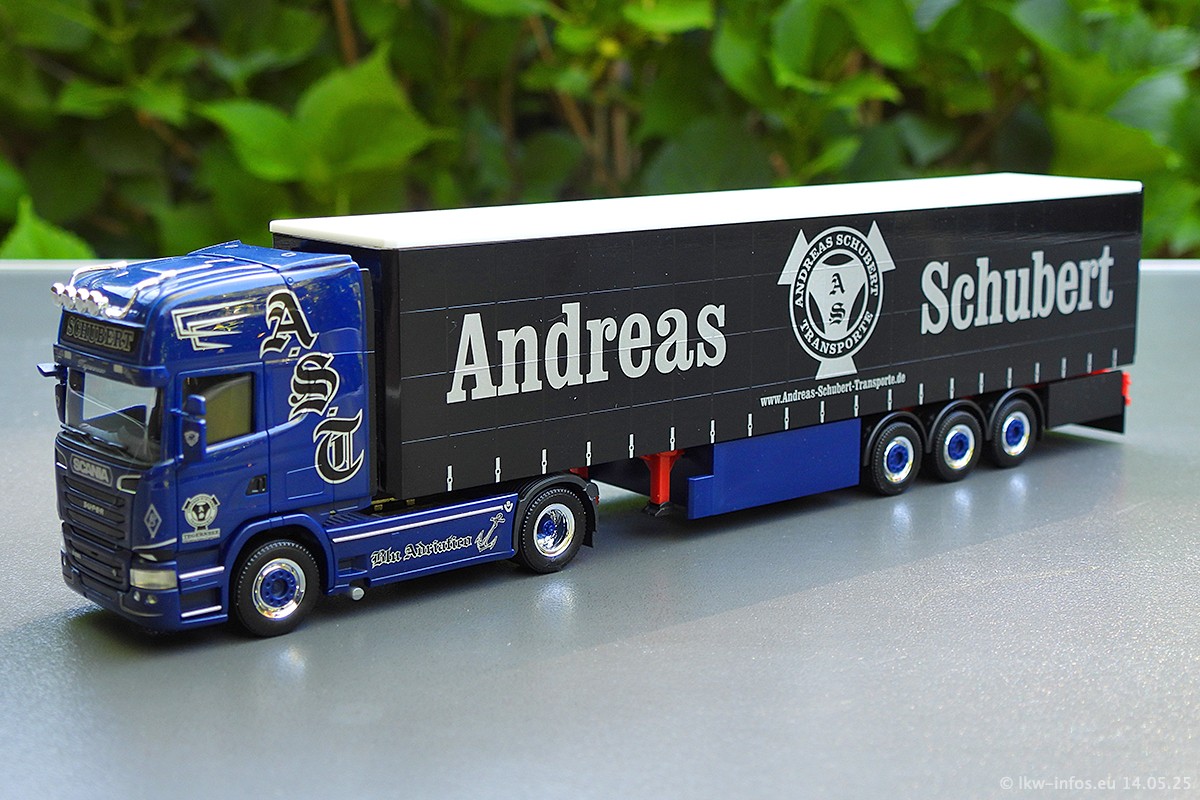 SCHUBERT
A.S.T
SCANIA
SUPER
A S
Blu Adriatico
Andreas
ANDREAS SCHUBERT
A
S
TRANSPORTE
Schubert
www.Andreas-Schubert-Transporte.de
© lkw-infos.eu 14.05.25